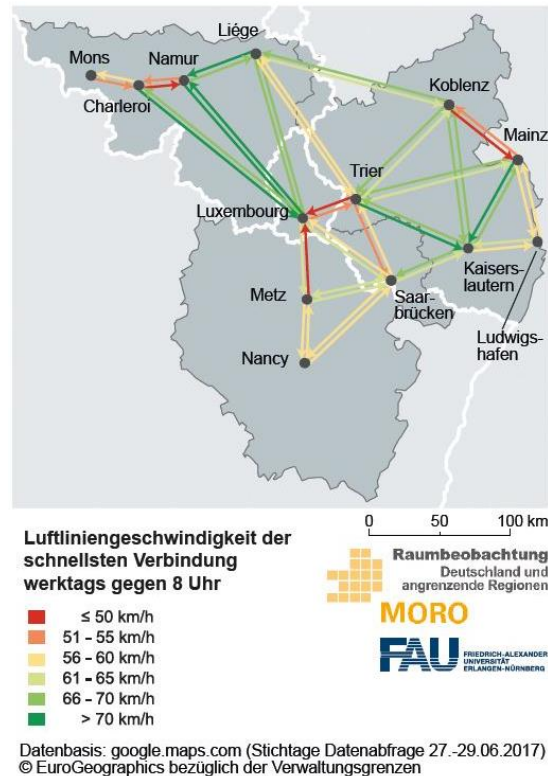 Liége
Mons
Namur
Charleroi
Koblenz
Mainz
Trier
Luxembourg
Kaisers-
lautern
Metz
Saar-
brücken
Ludwigs-
hafen
Nancy
0 50 100 km
Luftliniengeschwindigkeit der
schnellsten Verbindung
werktags gegen 8 Uhr
≤ 50 km/h
51 – 55 km/h
56 – 60 km/h
61 – 65 km/h
66 – 70 km/h
> 70 km/h
Raumbeobachtung
Deutschland und
angrenzende Regionen
MORO
FAU
FRIEDRICH-ALEXANDER
UNIVERSITÄT
ERLANGEN-NÜRNBERG
Datenbasis: google.maps.com (Stichtage Datenabfrage 27.-29.06.2017)
© EuroGeographics bezüglich der Verwaltungsgrenzen